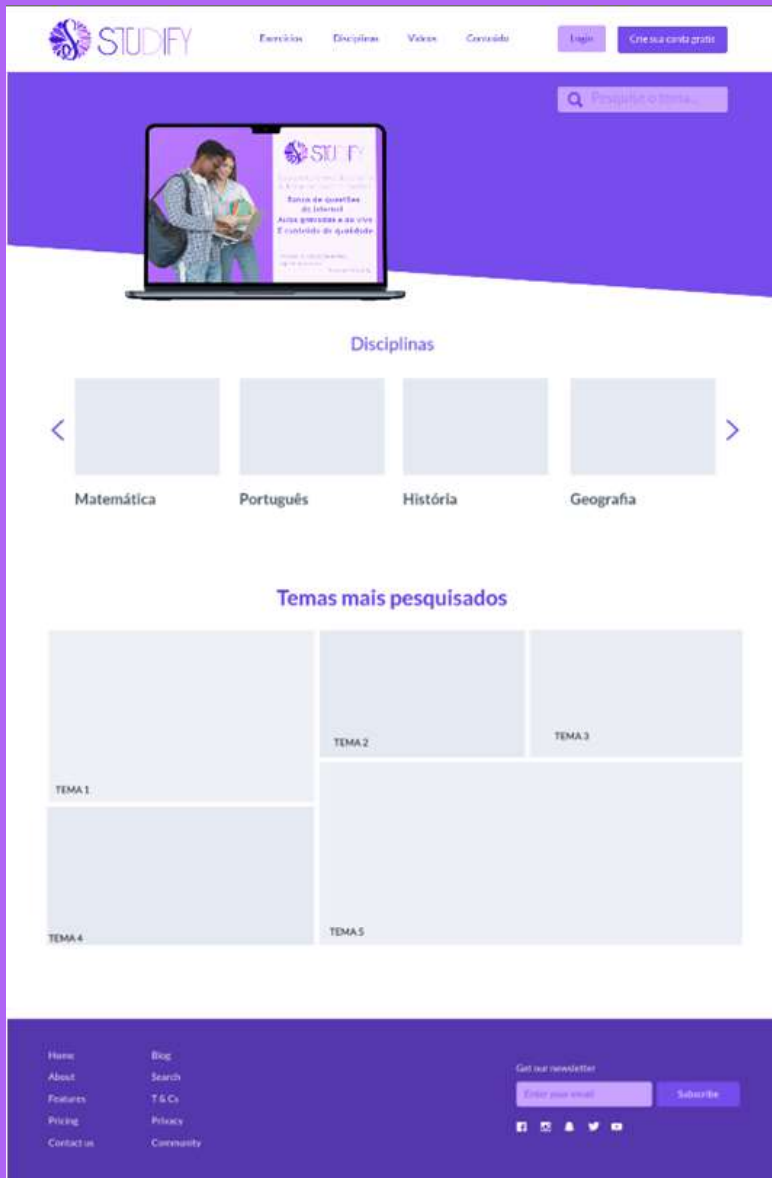 STUDIFY
Exercícios Disciplinas Vídeos Conteúdo Login Crie sua conta gratis
Pesquise o tema...
STUDIFY
Banco de questões
da internet
Aulas gravadas e ao vivo
E conteúdo de qualidade
Disciplinas
Matemática Português História Geografia
Temas mais pesquisados
TEMA 1
TEMA 2
TEMA 3
TEMA 4
TEMA 5
Home
About
Features
Pricing
Contact us
Blog
Search
T & Cs
Privacy
Community
Get our newsletter
Enter your email Subscribe